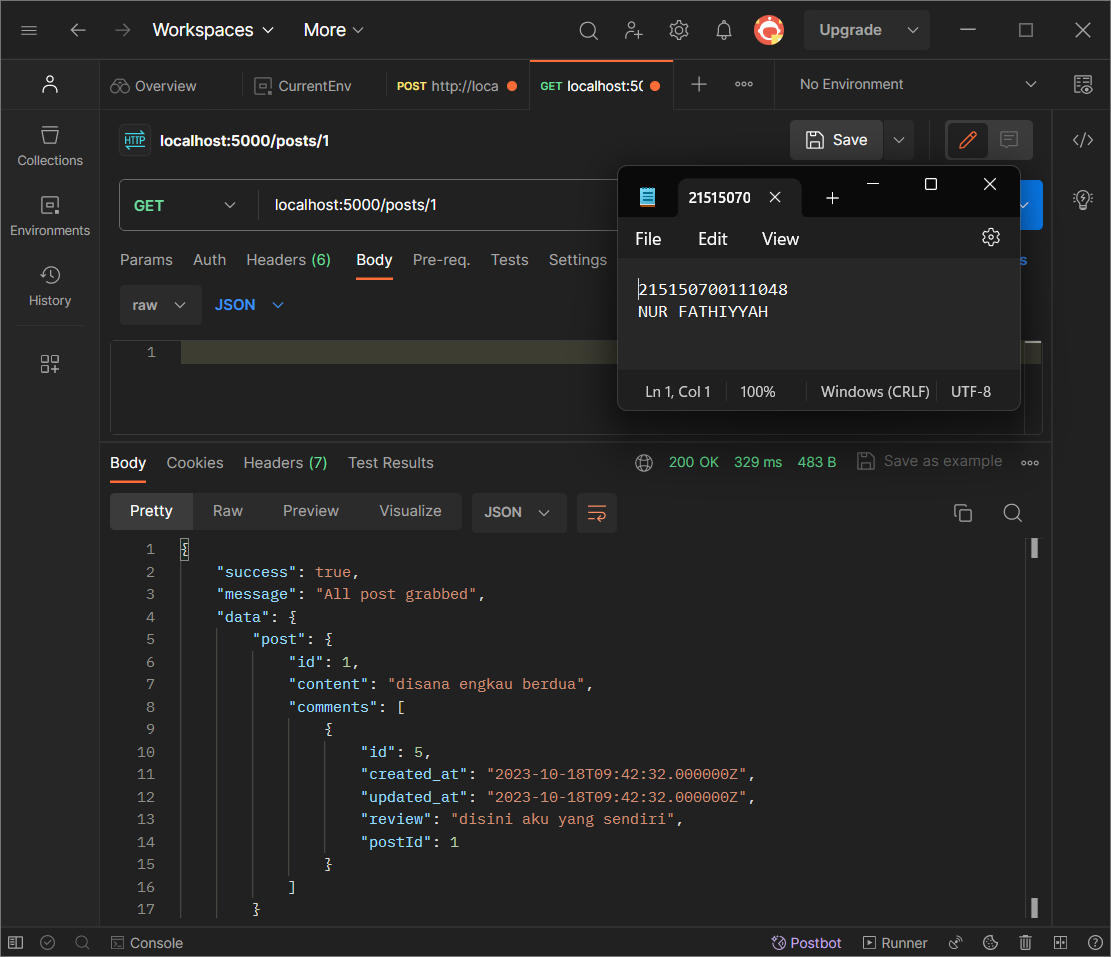 Workspaces More Upgrade
Overview CurrentEnv POST http://loca GET localhost:50 No Environment
HTTP localhost:5000/posts/1 Save
Collections
Environments
History
GET localhost:5000/posts/1
Params Auth Headers (6) Body Pre-req. Tests Settings
raw JSON
1
21515070
File Edit View
215150700111048
NUR FATHIYYAH
Ln 1, Col 1 100% Windows (CRLF) UTF-8
Body Cookies Headers (7) Test Results 200 OK 329 ms 483 B Save as example
Pretty Raw Preview Visualize JSON
1 {
2 "success": true,
3 "message": "All post grabbed",
4 "data": {
5 "post": {
6 "id": 1,
7 "content": "disana engkau berdua",
8 "comments": [
9 {
10 "id": 5,
11 "created_at": "2023-10-18T09:42:32.000000Z",
12 "updated_at": "2023-10-18T09:42:32.000000Z",
13 "review": "disini aku yang sendiri",
14 "postId": 1
15 }
16 ]
17 }
Console Postbot Runner